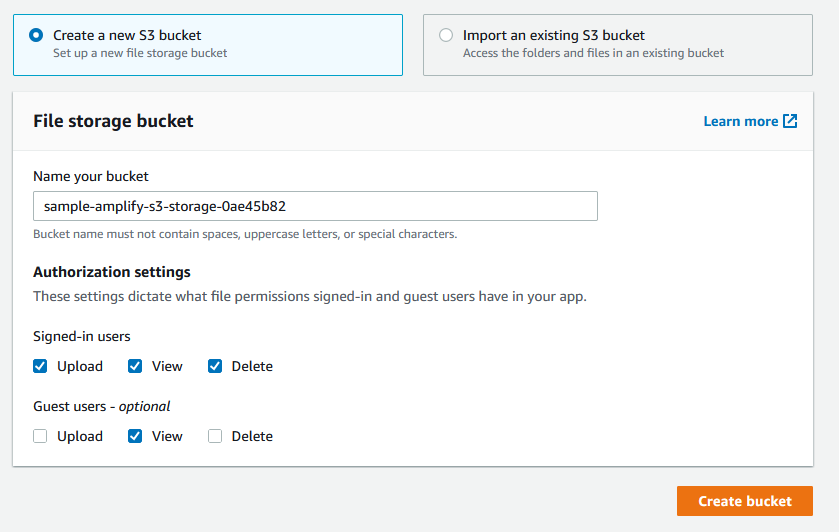 Create a new S3 bucket
Set up a new file storage bucket
Import an existing S3 bucket
Access the folders and files in an existing bucket
File storage bucket
Learn more
Name your bucket
sample-amplify-s3-storage-0ae45b82
Bucket name must not contain spaces, uppercase letters, or special characters.
Authorization settings
These settings dictate what file permissions signed-in and guest users have in your app.
Signed-in users
Upload View Delete
Guest users - optional
Upload View Delete
Create bucket